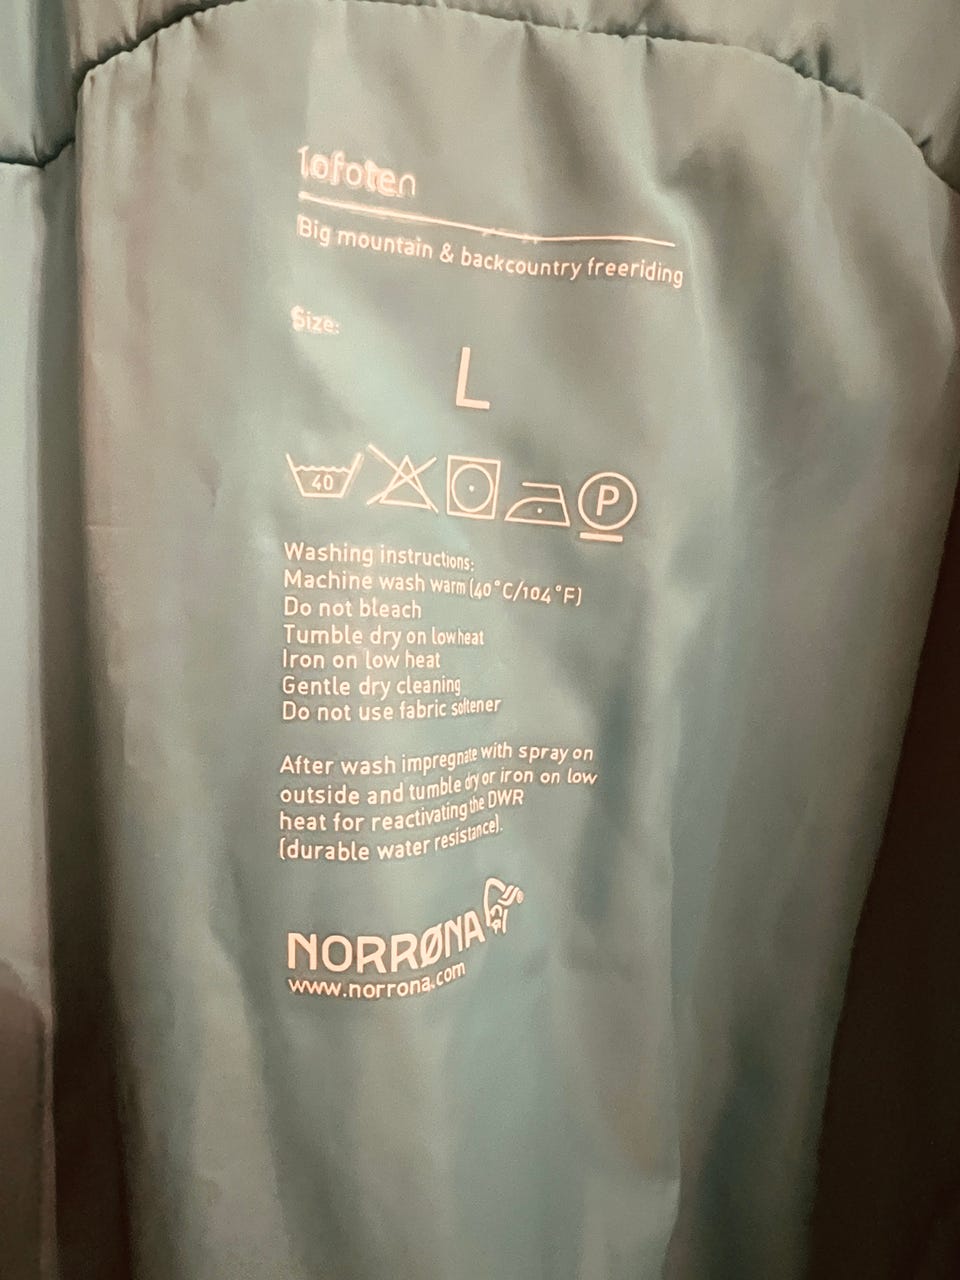 lofoten
Big mountain & backcountry freeriding
Size:
L
40
P
Washing instructions:
Machine wash warm (40°C/104°F)
Do not bleach
Tumble dry on low heat
Iron on low heat
Gentle dry cleaning
Do not use fabric softener
After wash impregnate with spray on
outside and tumble dry or iron on low
heat for reactivating the DWR
(durable water resistance).
NORRØNA®
www.norrona.com